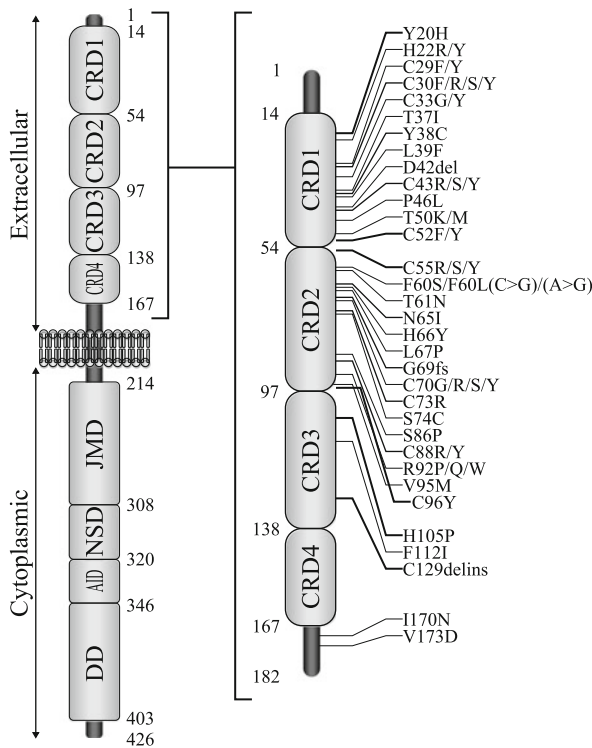 Extracellular
Cytoplasmic
1
14
CRD1
54
CRD2
97
CRD3
138
CRD4
167
214
JMD
308
NSD
320
AID
346
DD
403
426
1
14
CRD1
54
CRD2
97
CRD3
138
CRD4
167
182
Y20H
H22R/Y
C29F/Y
C30F/R/S/Y
C33G/Y
T37I
Y38C
L39F
D42del
C43R/S/Y
P46L
T50K/M
C52F/Y
C55R/S/Y
F60S/F60L(C>G)/(A>G)
T61N
N65I
H66Y
L67P
G69fs
C70G/R/S/Y
C73R
S74C
S86P
C88R/Y
R92P/Q/W
V95M
C96Y
H105P
F112I
C129delins
I170N
V173D